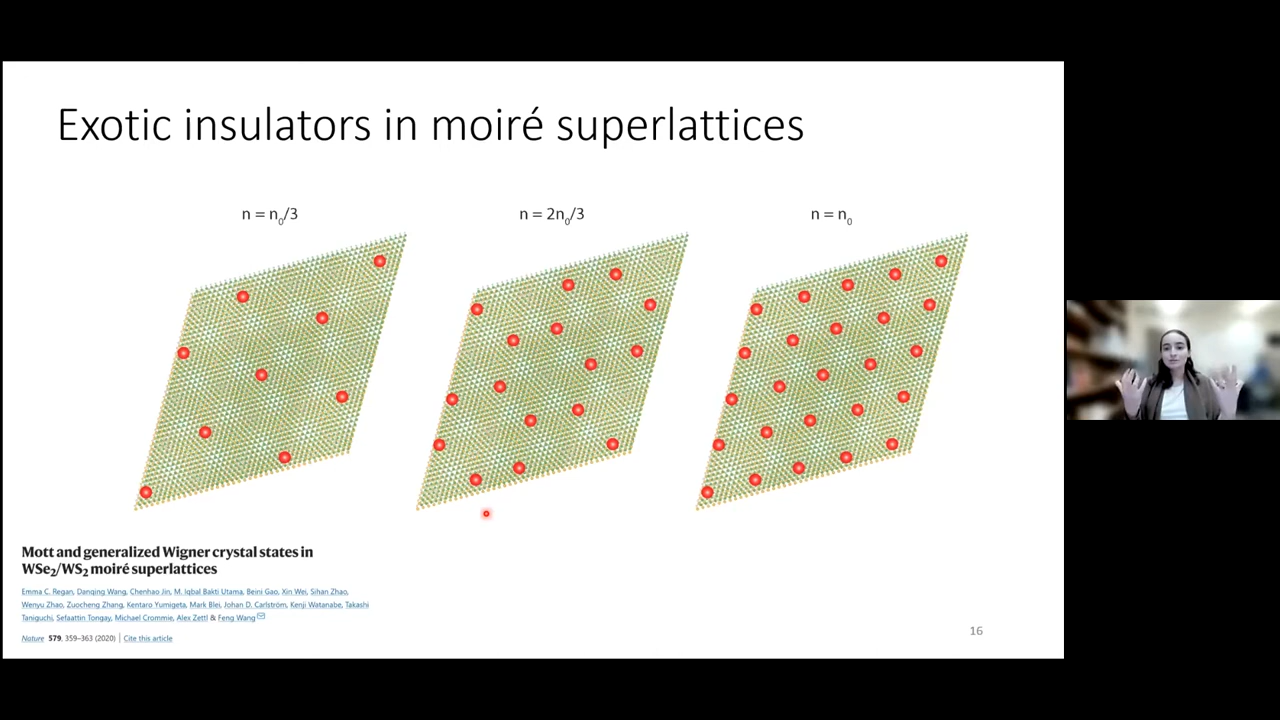 Exotic insulators in moiré superlattices
n = n₀/3
n = 2n₀/3
n = n₀
Mott and generalized Wigner crystal states in
WSe₂/WS₂ moiré superlattices
Emma C. Regan, Danqing Wang, Chenhao Jin, M. Iqbal Bakti Utama, Beini Gao, Xin Wei, Sihan Zhao,
Wenyu Zhao, Zuocheng Zhang, Kentaro Yumigeta, Mark Blei, Johan D. Carlström, Kenji Watanabe, Takashi
Taniguchi, Sefaattin Tongay, Michael Crommie, Alex Zettl & Feng Wang
Nature 579, 359–363 (2020) | Cite this article
16